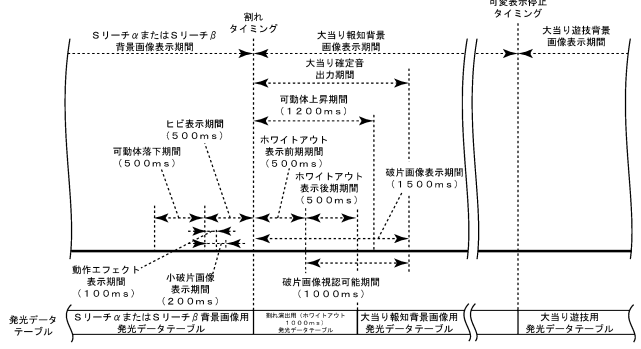 可変表示停止
タイミング
割れ
タイミング
Sリーチαまたはリーチβ
背景画像表示期間
大当り報知背景
画像表示期間
大当り遊技背景
画像表示期間
大当り確定音
出力期間
可動体上昇期間
(1200ms)
ヒビ表示期間
(500ms)
可動体落下期間
(500ms)
ホワイトアウト
表示前期期間
(500ms)
ホワイトアウト
表示後期期間
(500ms)
破片画像表示期間
(1500ms)
動作エフェクト
表示期間
(100ms)
小破片画像
表示期間
(200ms)
破片画像視認可能期間
(1000ms)
発光データ
テーブル
SリーチαまたはSリーチβ背景画像用
発光データテーブル
割れ演出用(ホワイトアウト
1000ms)
発光データテーブル
大当り報知背景画像用
発光データテーブル
大当り遊技用
発光データテーブル